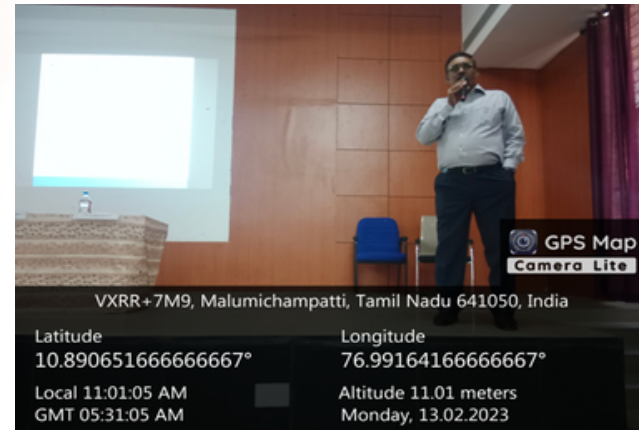 GPS Map
Camera Lite
VXRR+7M9, Malumichampatti, Tamil Nadu 641050, India
Latitude
10.890651666666667°
Longitude
76.99164166666667°
Local 11:01:05 AM
GMT 05:31:05 AM
Altitude 11.01 meters
Monday, 13.02.2023